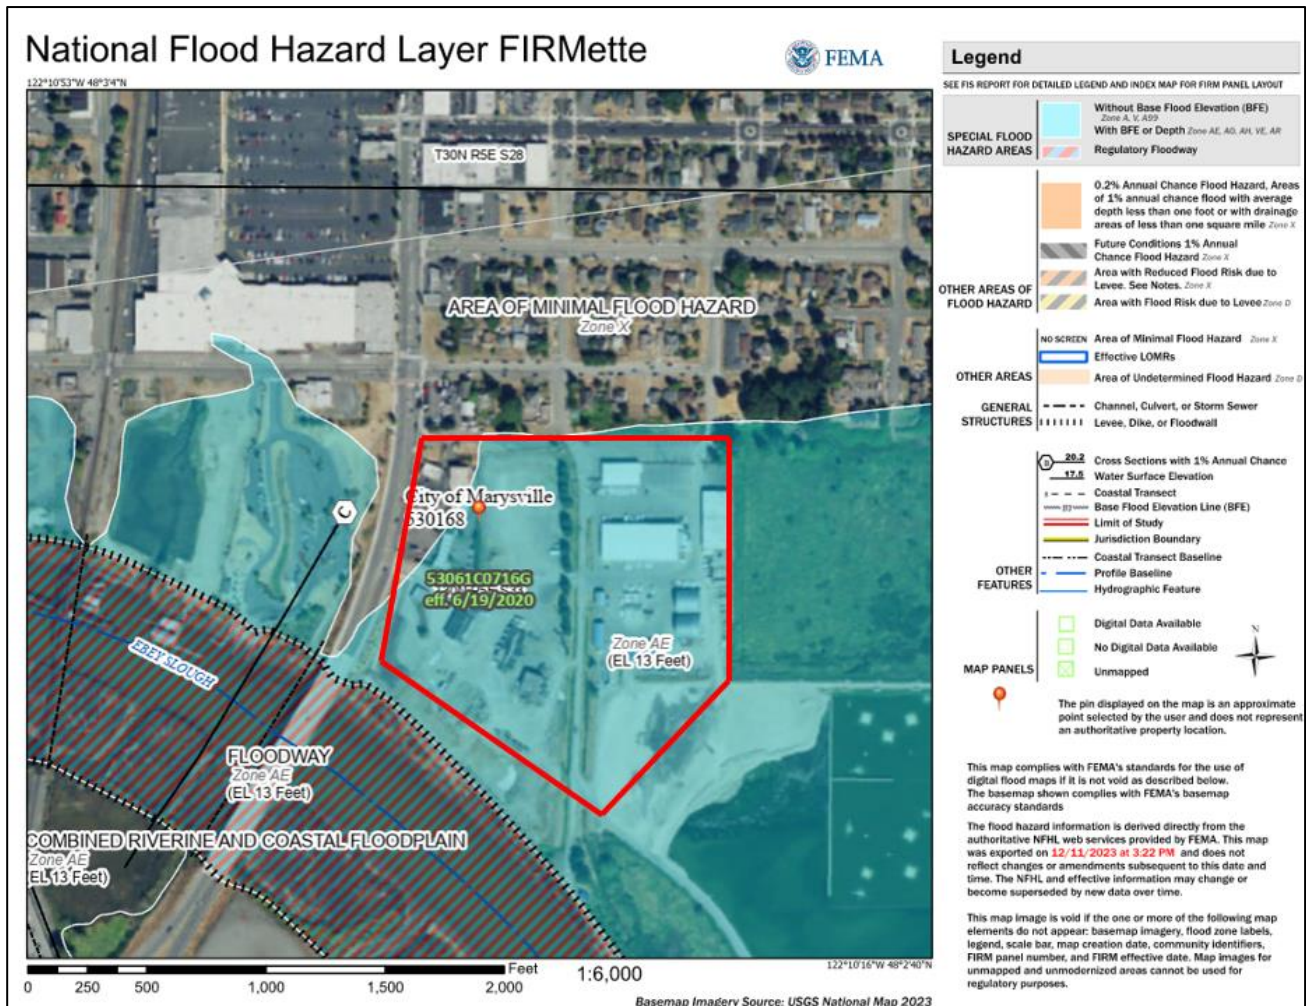 National Flood Hazard Layer FIRMette
FEMA
122°10'53"W 48°3'4"N
T30N R5E S28
AREA OF MINIMAL FLOOD HAZARD
Zone X
City of Marysville
530168
53061C0716G
eff. 6/19/2020
Zone AE
(EL 13 Feet)
C
EBEY SLOUGH
FLOODWAY
Zone AE
(EL 13 Feet)
COMBINED RIVERINE AND COASTAL FLOODPLAIN
Zone AE
(EL 13 Feet)
0 250 500 1,000 1,500 2,000
Feet
1:6,000
122°10'16"W 48°2'40"N
Basemap Imagery Source: USGS National Map 2023
Legend
SEE FIS REPORT FOR DETAILED LEGEND AND INDEX MAP FOR FIRM PANEL LAYOUT
SPECIAL FLOOD
HAZARD AREAS
Without Base Flood Elevation (BFE)
Zone A, V, A99
With BFE or Depth Zone AE, AO, AH, VE, AR
Regulatory Floodway
OTHER AREAS OF
FLOOD HAZARD
0.2% Annual Chance Flood Hazard, Areas
of 1% annual chance flood with average
depth less than one foot or with drainage
areas of less than one square mile Zone X
Future Conditions 1% Annual
Chance Flood Hazard Zone X
Area with Reduced Flood Risk due to
Levee. See Notes. Zone X
Area with Flood Risk due to Levee Zone D
OTHER AREAS
NO SCREEN Area of Minimal Flood Hazard Zone X
Effective LOMRs
Area of Undetermined Flood Hazard Zone D
GENERAL
STRUCTURES
Channel, Culvert, or Storm Sewer
Levee, Dike, or Floodwall
OTHER
FEATURES
B 20.2 Cross Sections with 1% Annual Chance
17.5 Water Surface Elevation
Coastal Transect
Base Flood Elevation Line (BFE)
Limit of Study
Jurisdiction Boundary
Coastal Transect Baseline
Profile Baseline
Hydrographic Feature
MAP PANELS
Digital Data Available
No Digital Data Available
Unmapped
N
The pin displayed on the map is an approximate
point selected by the user and does not represent
an authoritative property location.
This map complies with FEMA's standards for the use of
digital flood maps if it is not void as described below.
The basemap shown complies with FEMA's basemap
accuracy standards
The flood hazard information is derived directly from the
authoritative NFHL web services provided by FEMA. This map
was exported on 12/11/2023 at 3:22 PM and does not
reflect changes or amendments subsequent to this date and
time. The NFHL and effective information may change or
become superseded by new data over time.
This map image is void if the one or more of the following map
elements do not appear: basemap imagery, flood zone labels,
legend, scale bar, map creation date, community identifiers,
FIRM panel number, and FIRM effective date. Map images for
unmapped and unmodernized areas cannot be used for
regulatory purposes.